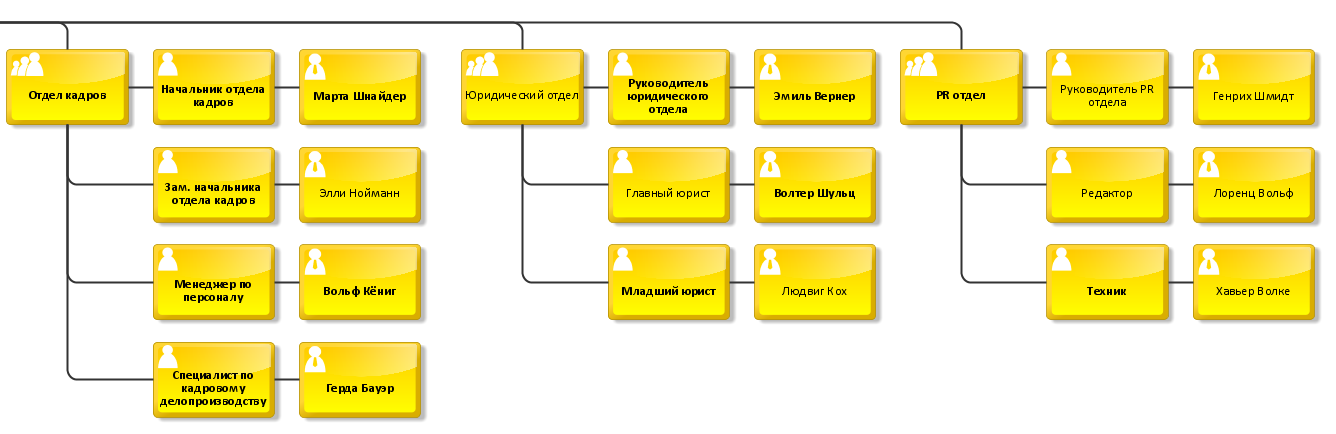 Отдел кадров
Начальник отдела
кадров
Марта Шнайдер
Юридический отдел
Руководитель
юридического
отдела
Эмиль Вернер
PR отдел
Руководитель PR
отдела
Генрих Шмидт
Зам. начальника
отдела кадров
Элли Нойманн
Главный юрист
Волтер Шульц
Редактор
Лоренц Вольф
Менеджер по
персоналу
Вольф Кёниг
Младший юрист
Людвиг Кох
Техник
Хавьер Волке
Специалист по
кадровому
делопроизводству
Герда Бауэр